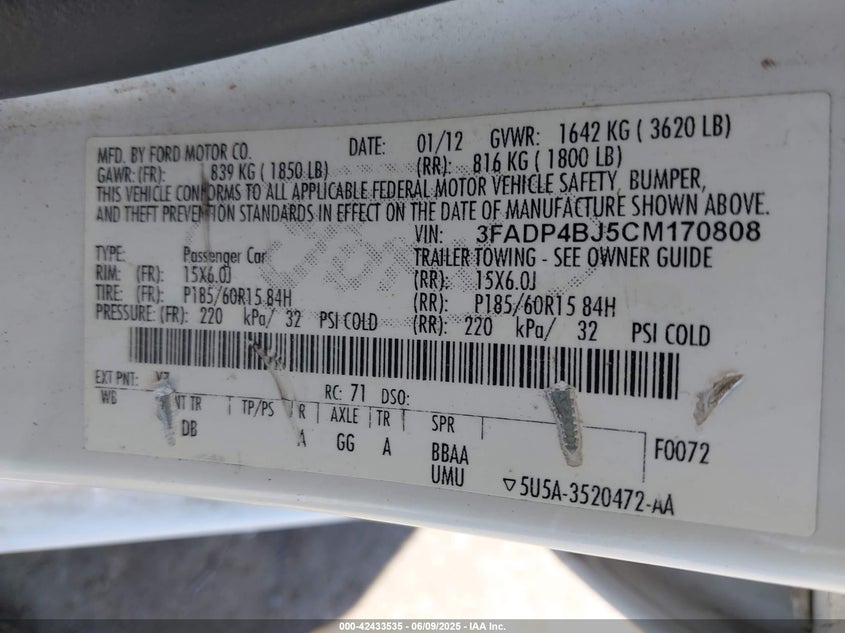 MFD. BY FORD MOTOR CO. DATE: 01/12 GVWR: 1642 KG ( 3620 LB)
GAWR: (FR): 839 KG ( 1850 LB) (RR): 816 KG ( 1800 LB)
THIS VEHICLE CONFORMS TO ALL APPLICABLE FEDERAL MOTOR VEHICLE SAFETY, BUMPER,
AND THEFT PREVENTION STANDARDS IN EFFECT ON THE DATE OF MANUFACTURE SHOWN ABOVE.
VIN: 3FADP4BJ5CM170808
TYPE: Passenger Car TRAILER TOWING - SEE OWNER GUIDE
RIM: (FR): 15X6.0J (RR): 15X6.0J
TIRE: (FR): P185/60R15 84H (RR): P185/60R15 84H
PRESSURE: (FR): 220 kPa/ 32 PSI COLD (RR): 220 kPa/ 32 PSI COLD
EXT PNT: RC: 71 DSO:
WB TR TP/PS R AXLE TR SPR F0072
DB A GG A BBAA
UMU
▽5U5A-3520472-AA
000-42433535 - 06/09/2025 - IAA Inc.